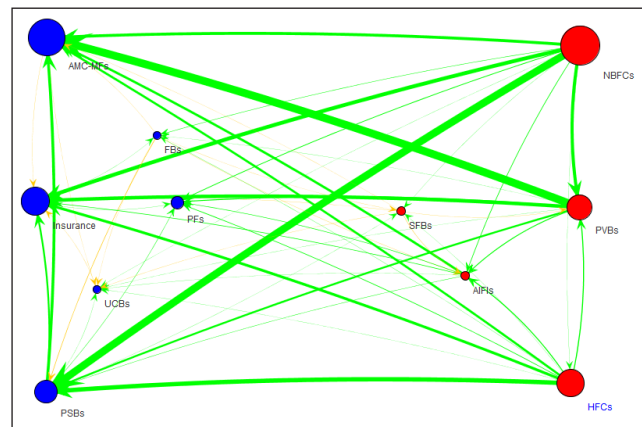 AMC-MFs
NBFCs
FBs
Insurance
PFs
SFBs
PVBs
AIFIs
UCBs
PSBs
HFCs